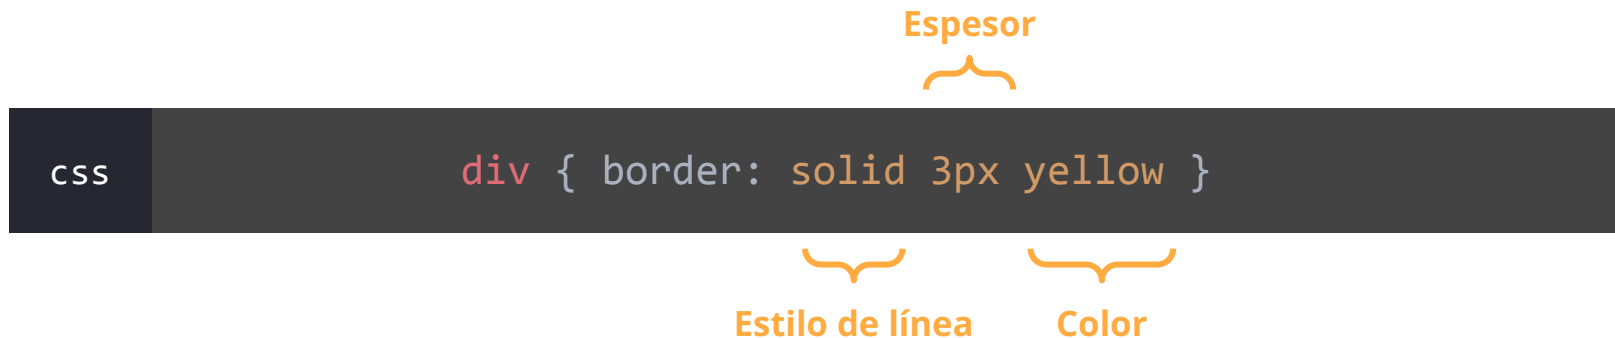 Espesor
css
div { border: solid 3px yellow }
Estilo de línea
Color